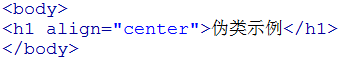 <body>
<h1 align="center">伪类示例</h1>
</body>